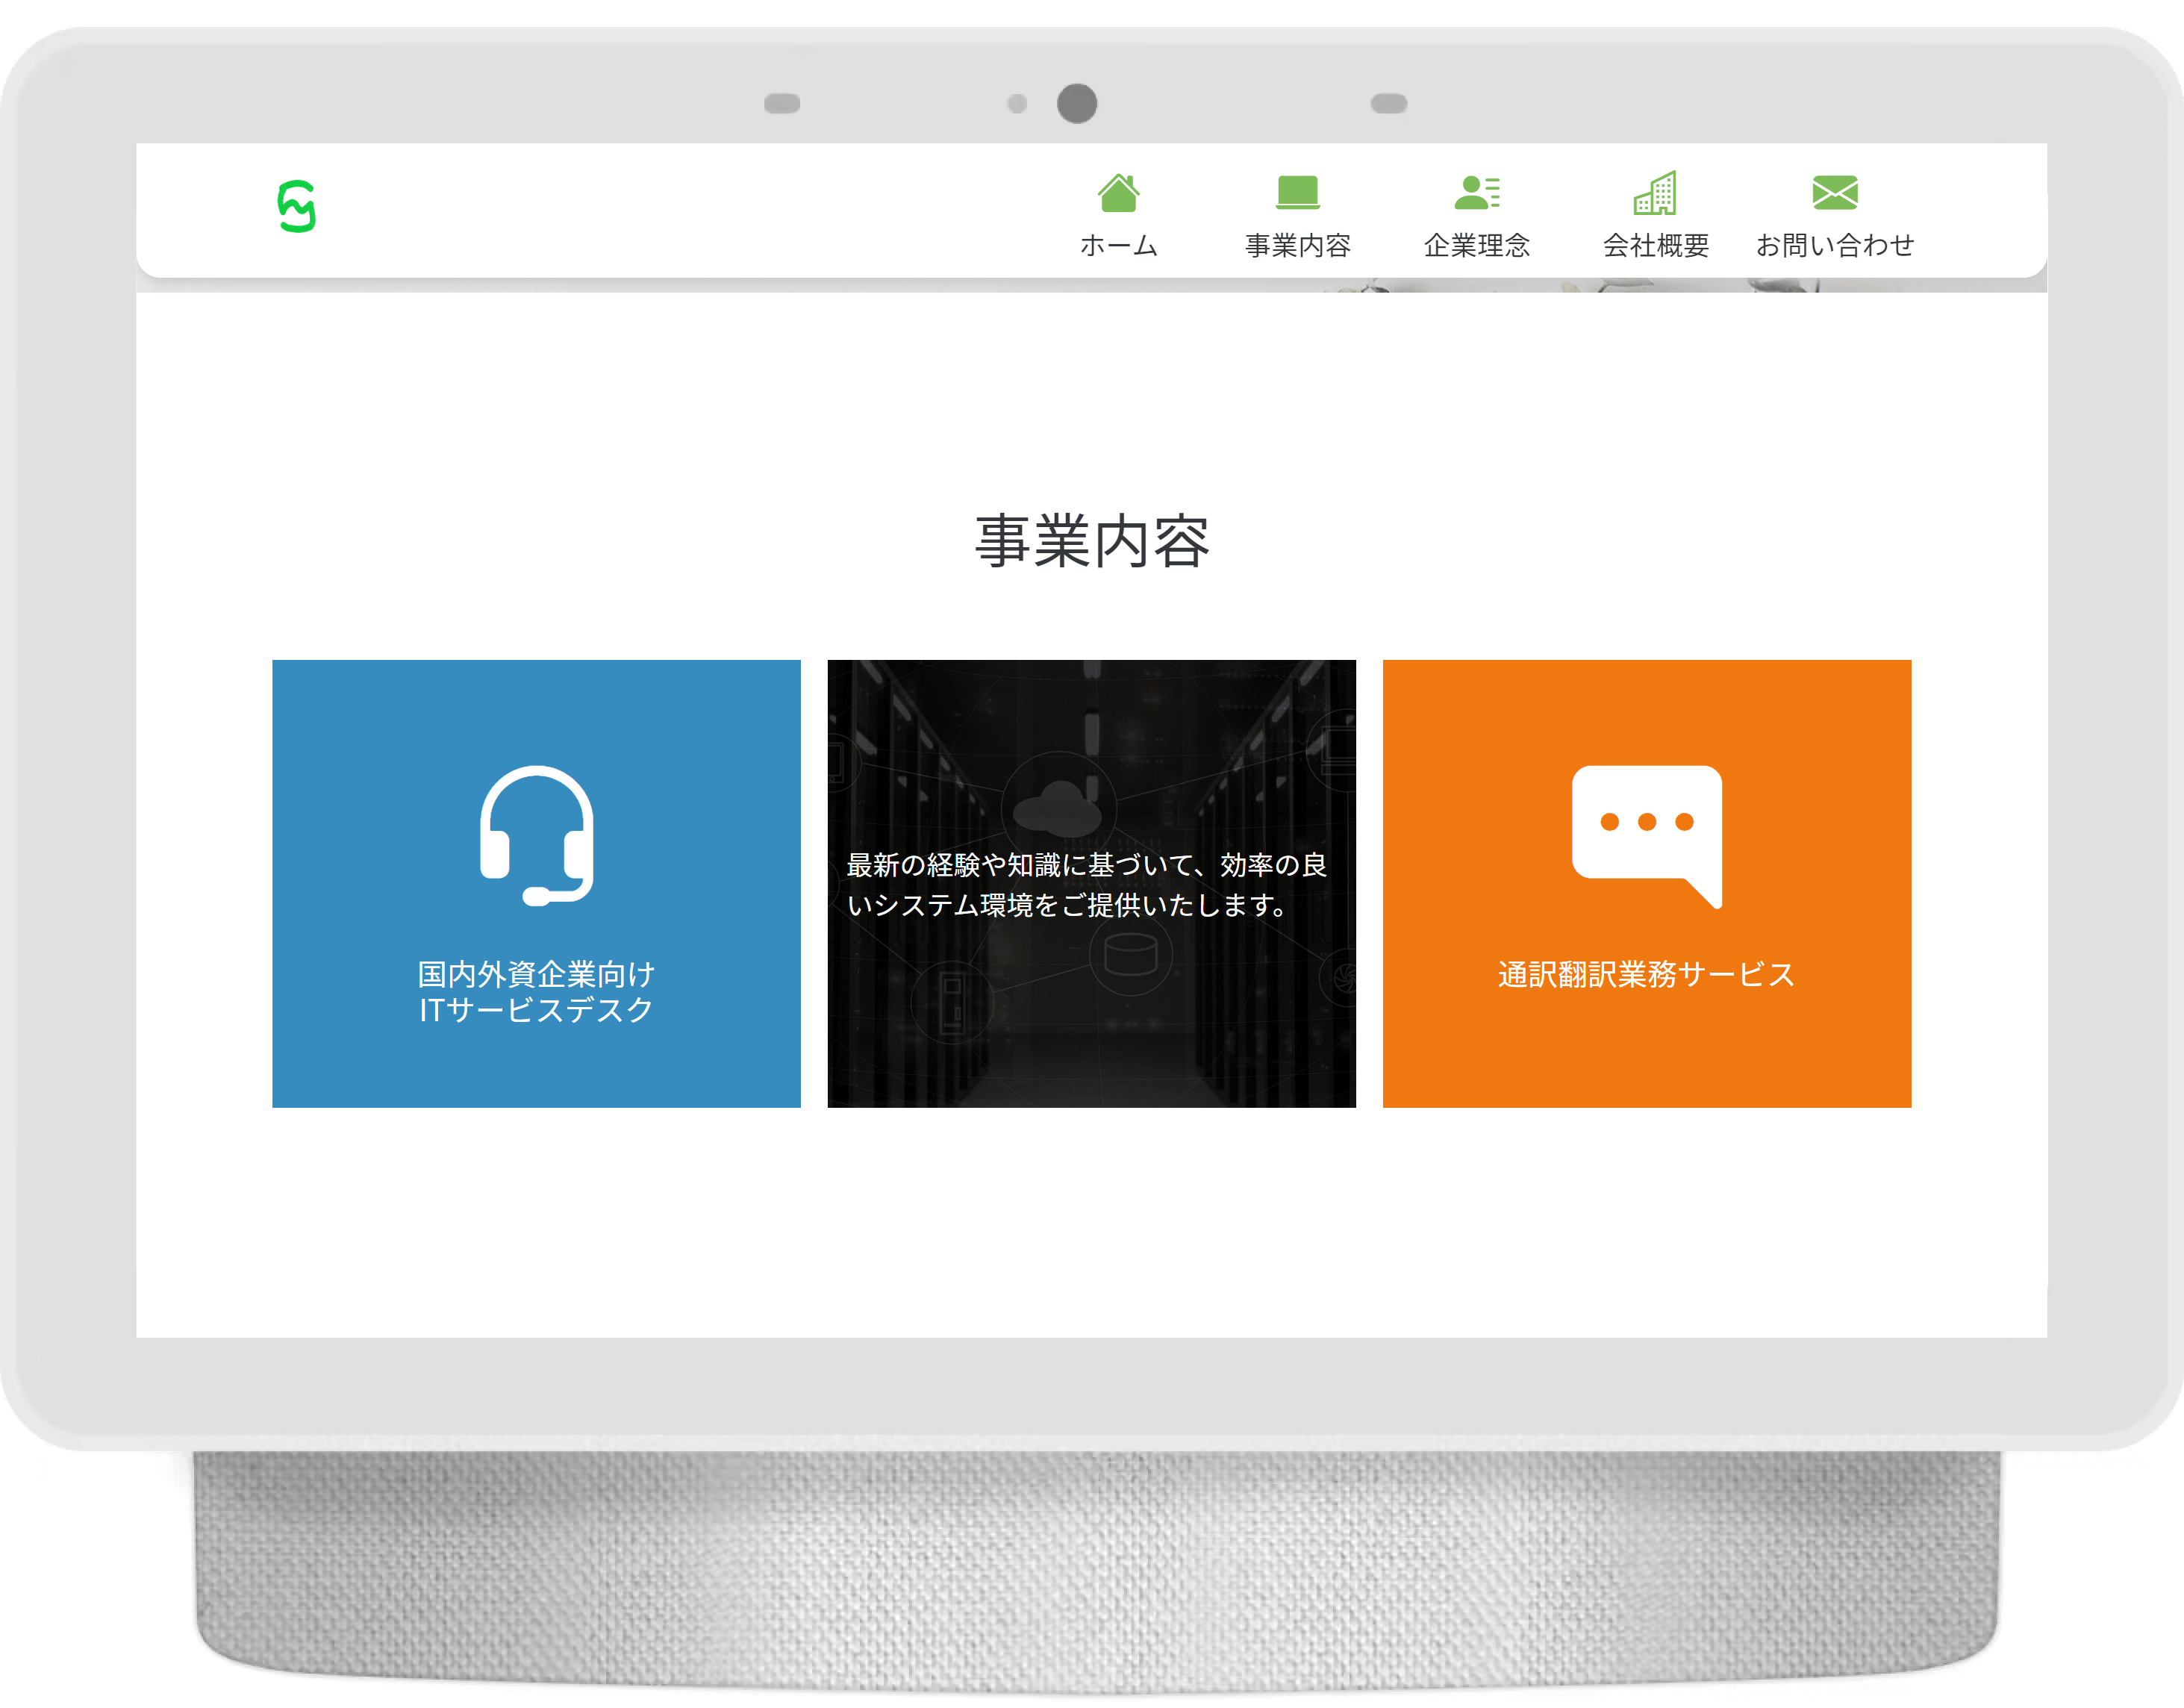 ホーム
事業内容
企業理念
会社概要
お問い合わせ
事業内容
国内外資企業向け
ITサービスデスク
最新の経験や知識に基づいて、効率の良
いシステム環境をご提供いたします。
通訳翻訳業務サービス